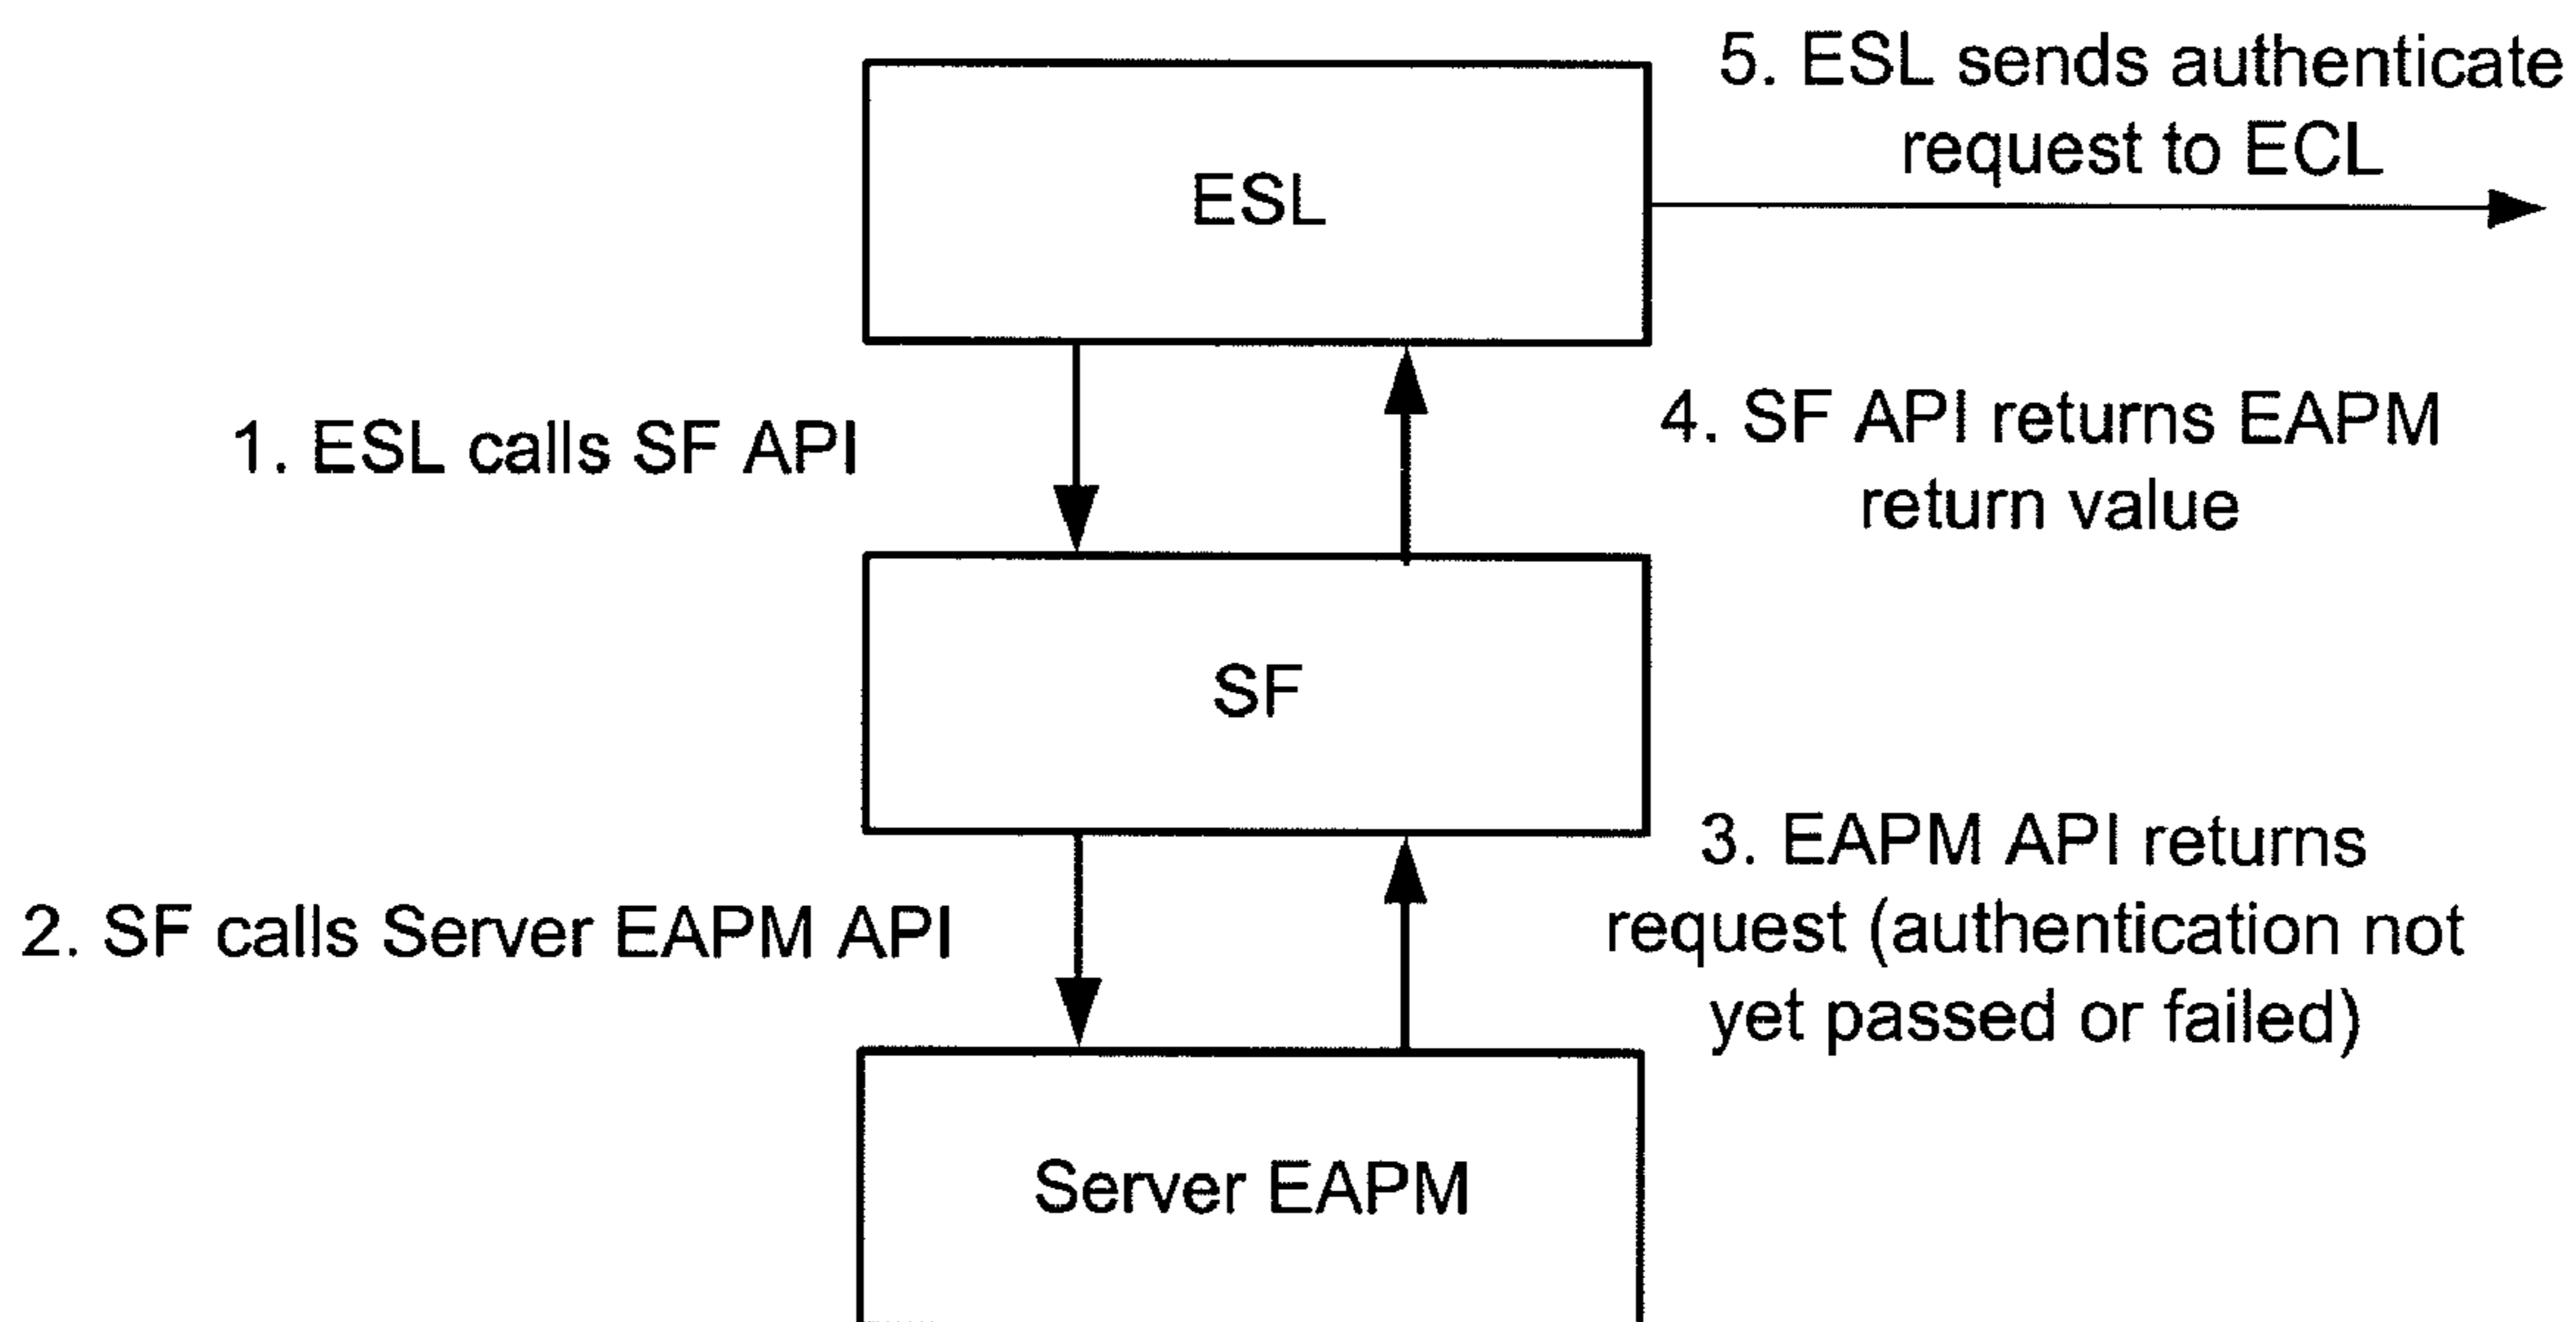 5. ESL sends authenticate
request to ECL
ESL
1. ESL calls SF API
4. SF API returns EAPM
return value
SF
3. EAPM API returns
request (authentication not
yet passed or failed)
2. SF calls Server EAPM API
Server EAPM